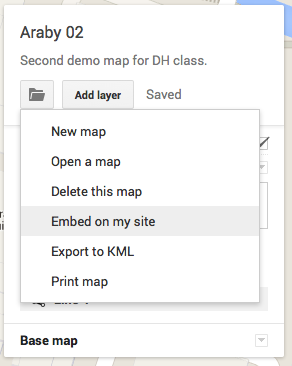 Araby 02
Second demo map for DH class.
Add layer Saved
New map
Open a map
Delete this map
Embed on my site
Export to KML
Print map
Base map